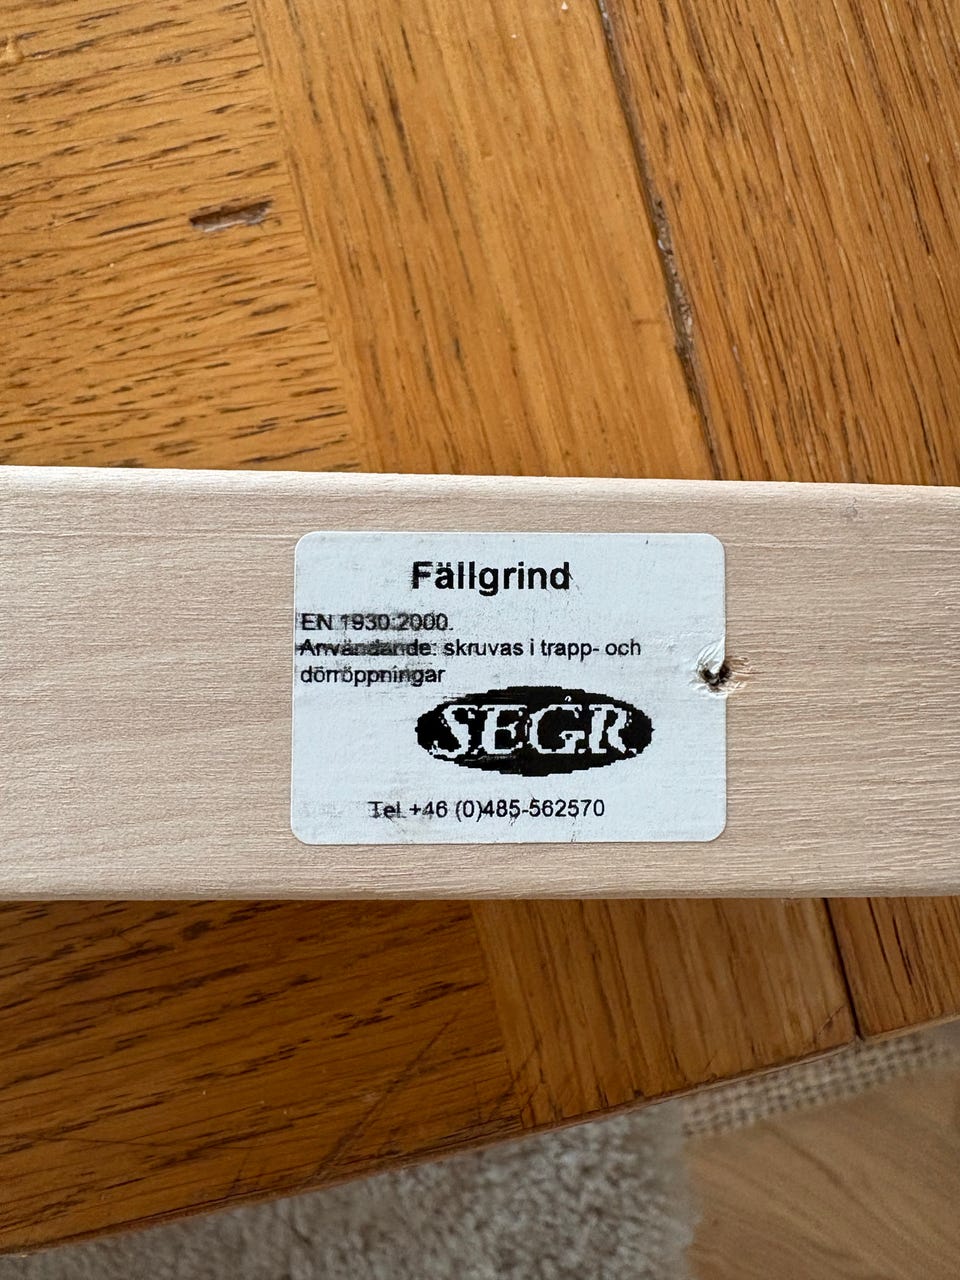 Fällgrind
EN 1930:2000.
Användande: skruvas i trapp- och
dörröppningar
SEGR
Tel +46 (0)485-562570